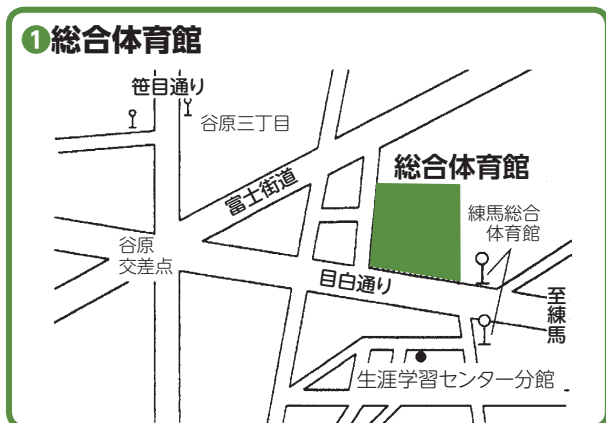 ❶総合体育館
笹目通り
谷原三丁目
富士街道
総合体育館
練馬総合
体育館
谷原
交差点
目白通り
至練馬
生涯学習センター分館